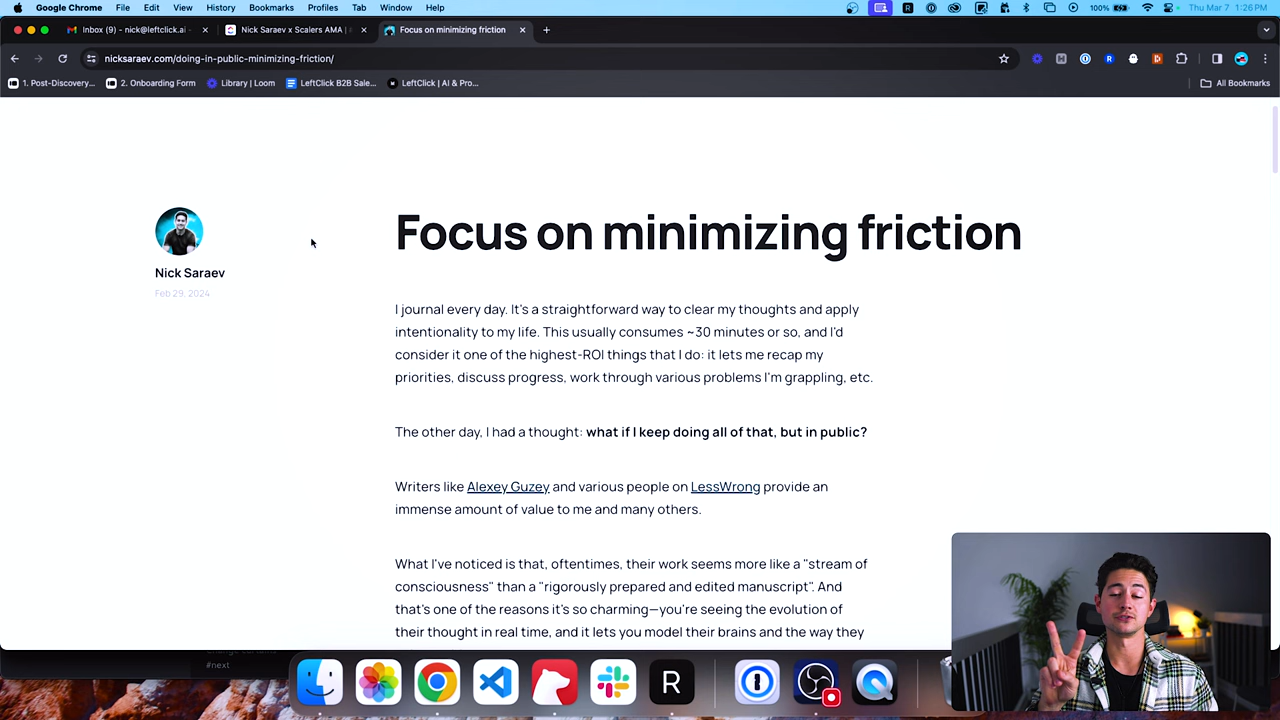 Google Chrome File Edit View History Bookmarks Profiles Tab Window Help 100% Thu Mar 7 1:26 PM
Inbox (9) - nick@leftclick.ai - Nick Saraev x Scalers AMA | Focus on minimizing friction
nicksaraev.com/doing-in-public-minimizing-friction/
1. Post-Discovery... 2. Onboarding Form Library | Loom LeftClick B2B Sale... LeftClick | AI & Pro... All Bookmarks
Focus on minimizing friction
Nick Saraev
Feb 29, 2024
I journal every day. It's a straightforward way to clear my thoughts and apply
intentionality to my life. This usually consumes ~30 minutes or so, and I'd
consider it one of the highest-ROI things that I do: it lets me recap my
priorities, discuss progress, work through various problems I'm grappling, etc.
The other day, I had a thought: what if I keep doing all of that, but in public?
Writers like Alexey Guzey and various people on LessWrong provide an
immense amount of value to me and many others.
What I've noticed is that, oftentimes, their work seems more like a "stream of
consciousness" than a "rigorously prepared and edited manuscript". And
that's one of the reasons it's so charming—you're seeing the evolution of
their thought in real time, and it lets you model their brains and the way they
#next
R